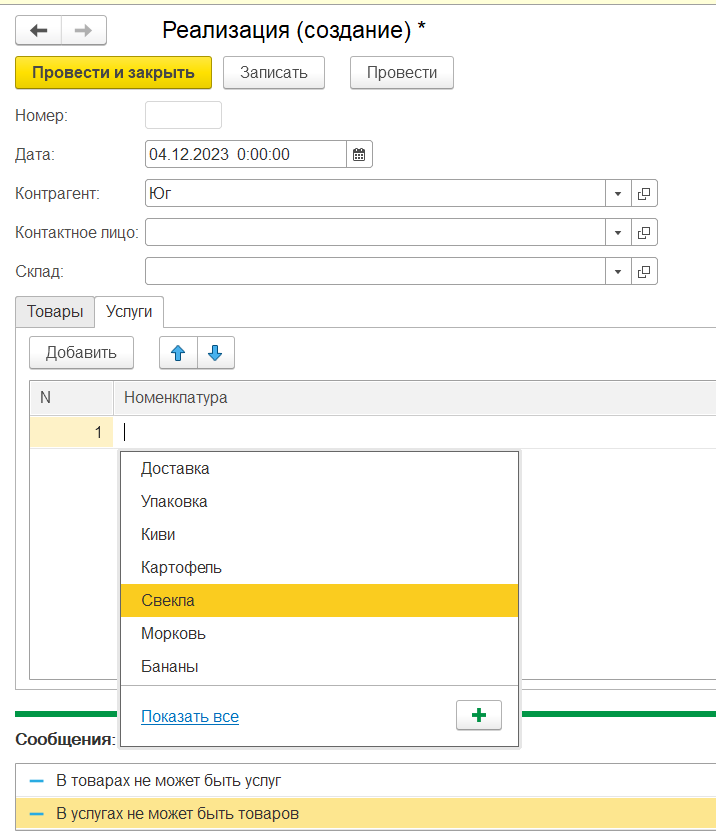 Реализация (создание) *
Провести и закрыть Записать Провести
Номер:
Дата: 04.12.2023 0:00:00
Контрагент: Юг
Контактное лицо:
Склад:
Товары Услуги
Добавить
N Номенклатура
1
Доставка
Упаковка
Киви
Картофель
Свекла
Морковь
Бананы
Показать все
Сообщения:
В товарах не может быть услуг
В услугах не может быть товаров